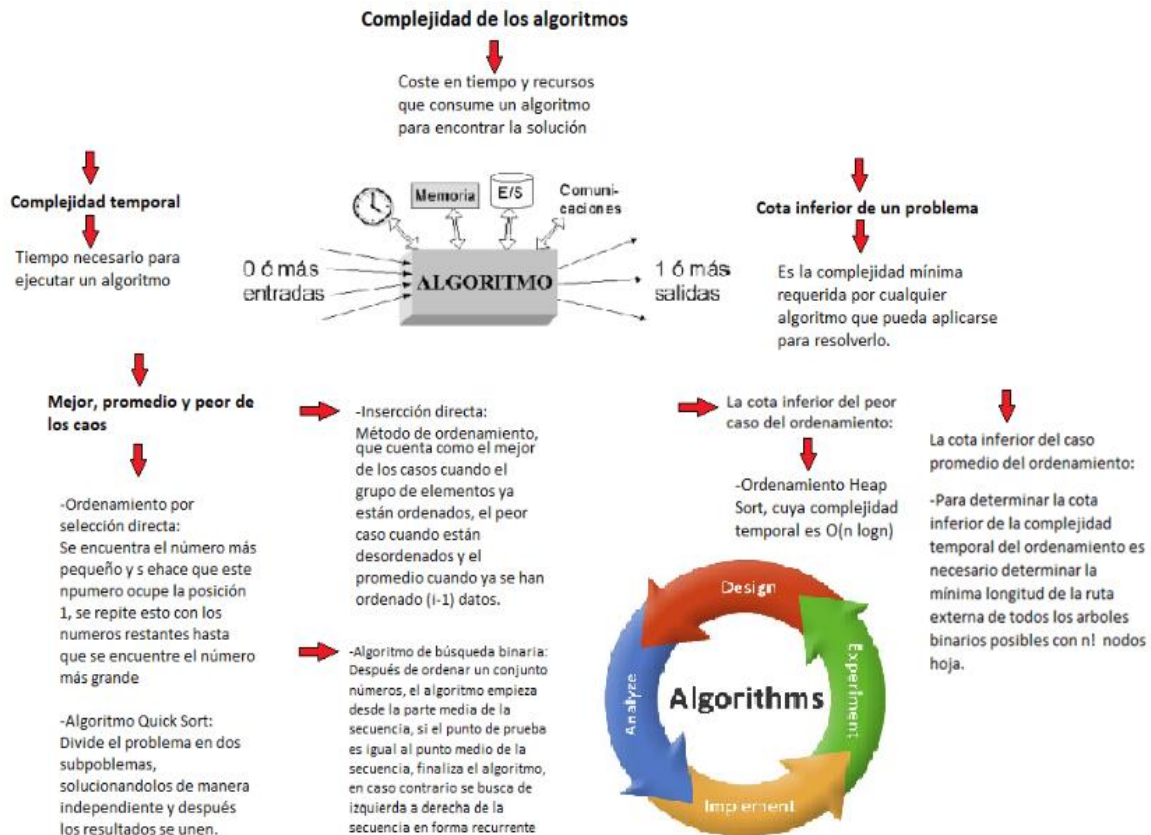 Complejidad de los algoritmos
Coste en tiempo y recursos
que consume un algoritmo
para encontrar la solución
Complejidad temporal
Tiempo necesario para
ejecutar un algoritmo
Memoria
E/S
Comuni-
caciones
0 ó más
entradas
ALGORITMO
1 ó más
salidas
Cota inferior de un problema
Es la complejidad mínima
requerida por cualquier
algoritmo que pueda aplicarse
para resolverlo.
Mejor, promedio y peor de
los caos
-Ordenamiento por
selección directa:
Se encuentra el número más
pequeño y s ehace que este
npumero ocupe la posición
1, se repite esto con los
numeros restantes hasta
que se encuentre el número
más grande
-Algoritmo Quick Sort:
Divide el problema en dos
subpoblemas,
solucionandolos de manera
independiente y después
los resultados se unen.
-Insercción directa:
Método de ordenamiento,
que cuenta como el mejor
de los casos cuando el
grupo de elementos ya
están ordenados, el peor
caso cuando están
desordenados y el
promedio cuando ya se han
ordenado (i-1) datos.
-Algoritmo de búsqueda binaria:
Después de ordenar un conjunto
números, el algoritmo empieza
desde la parte media de la
secuencia, si el punto de prueba
es igual al punto medio de la
secuencia, finaliza el algoritmo,
en caso contrario se busca de
izquierda a derecha de la
secuencia en forma recurrente
La cota inferior del peor
caso del ordenamiento:
-Ordenamiento Heap
Sort, cuya complejidad
temporal es O(n logn)
La cota inferior del caso
promedio del ordenamiento:
-Para determinar la cota
inferior de la complejidad
temporal del ordenamiento es
necesario determinar la
mínima longitud de la ruta
externa de todos los arboles
binarios posibles con n! nodos
hoja.
Design
Analyze
Algorithms
Experiment
Implement